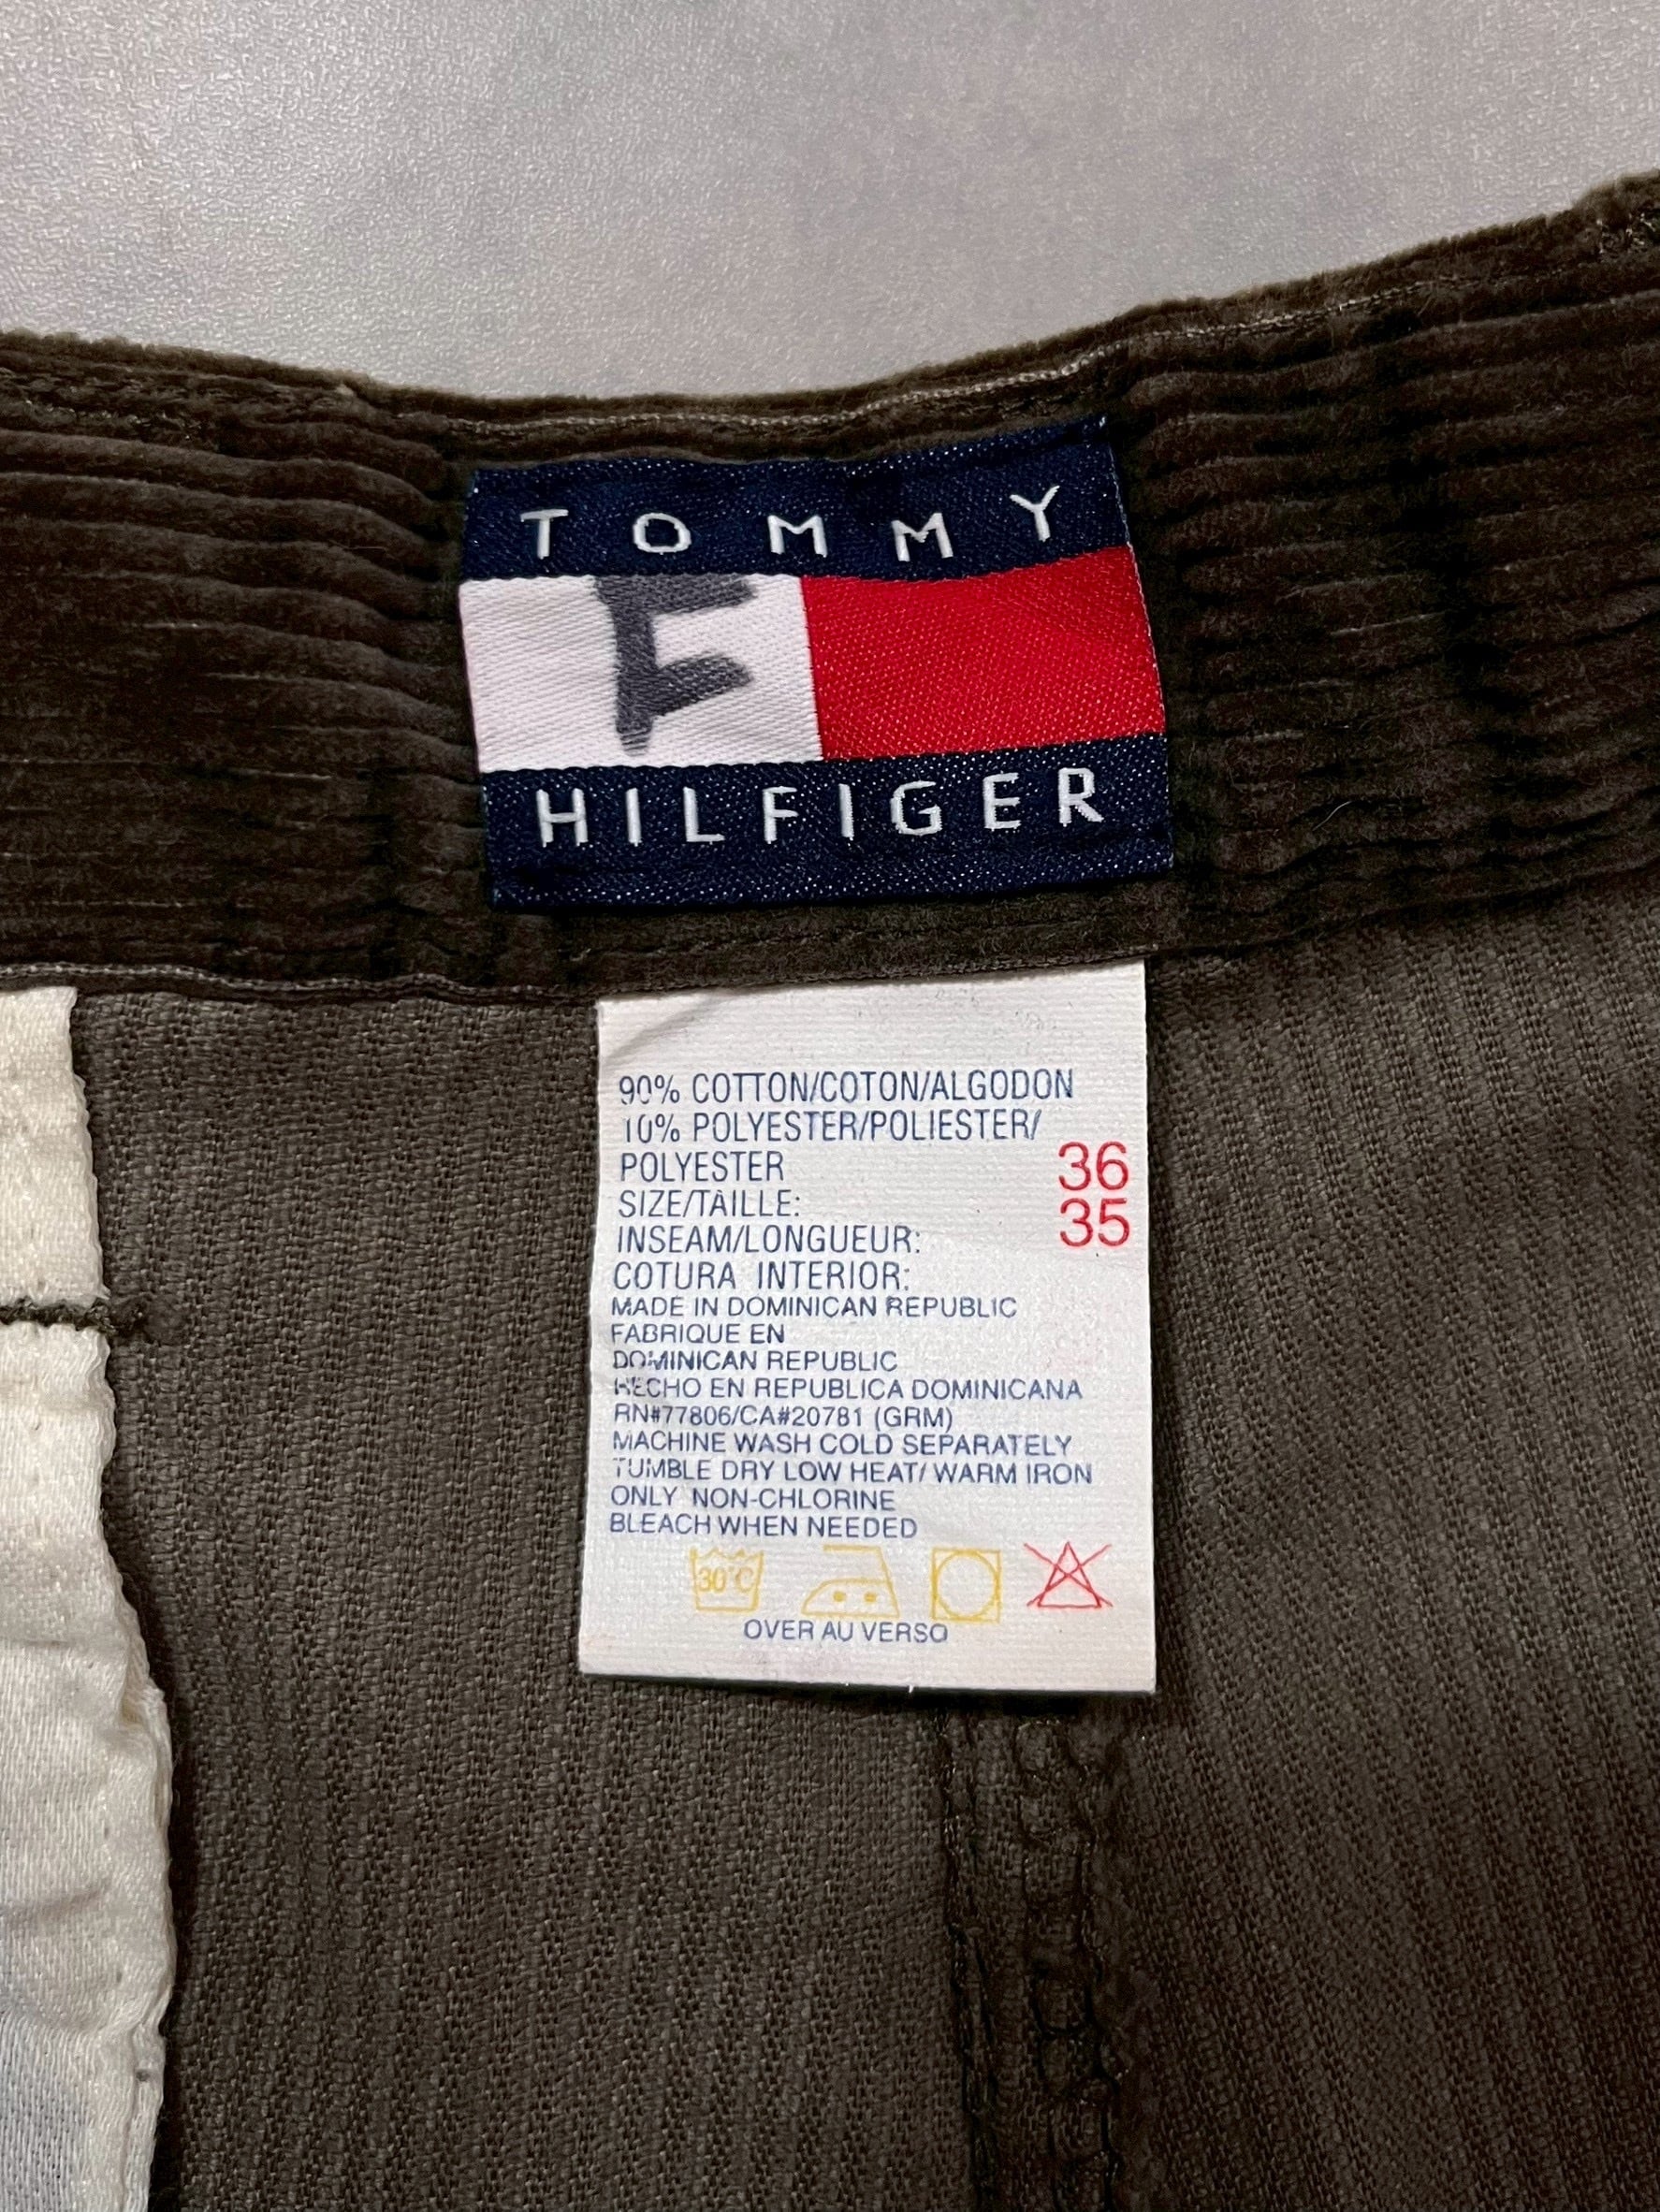 TOMMY
F
HILFIGER
90% COTTON/COTON/ALGODON
10% POLYESTER/POLIESTER/
POLYESTER
36
SIZE/TAILLE:
35
INSEAM/LONGUEUR:
COTURA INTERIOR:
MADE IN DOMINICAN REPUBLIC
FABRIQUE EN
DOMINICAN REPUBLIC
HECHO EN REPUBLICA DOMINICANA
RN#77806/CA#20781 (GRM)
MACHINE WASH COLD SEPARATELY
TUMBLE DRY LOW HEAT/ WARM IRON
ONLY NON-CHLORINE
BLEACH WHEN NEEDED
30°C
OVER AU VERSO